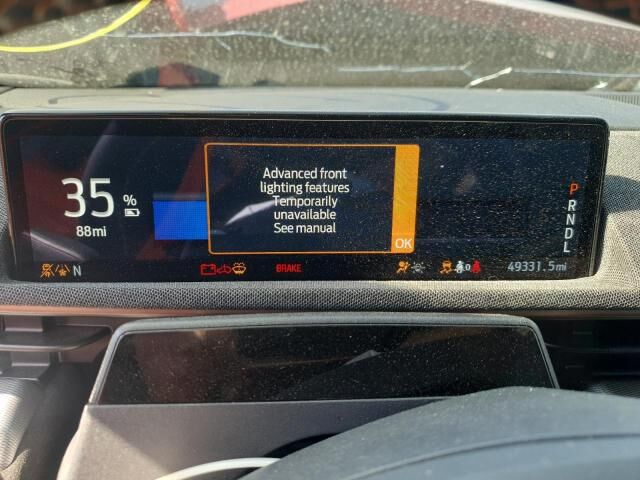 Advanced front
lighting features
Temporarily
unavailable
See manual
OK
35 %
88mi
P
R
N
D
L
N
BRAKE
0
49331.5mi